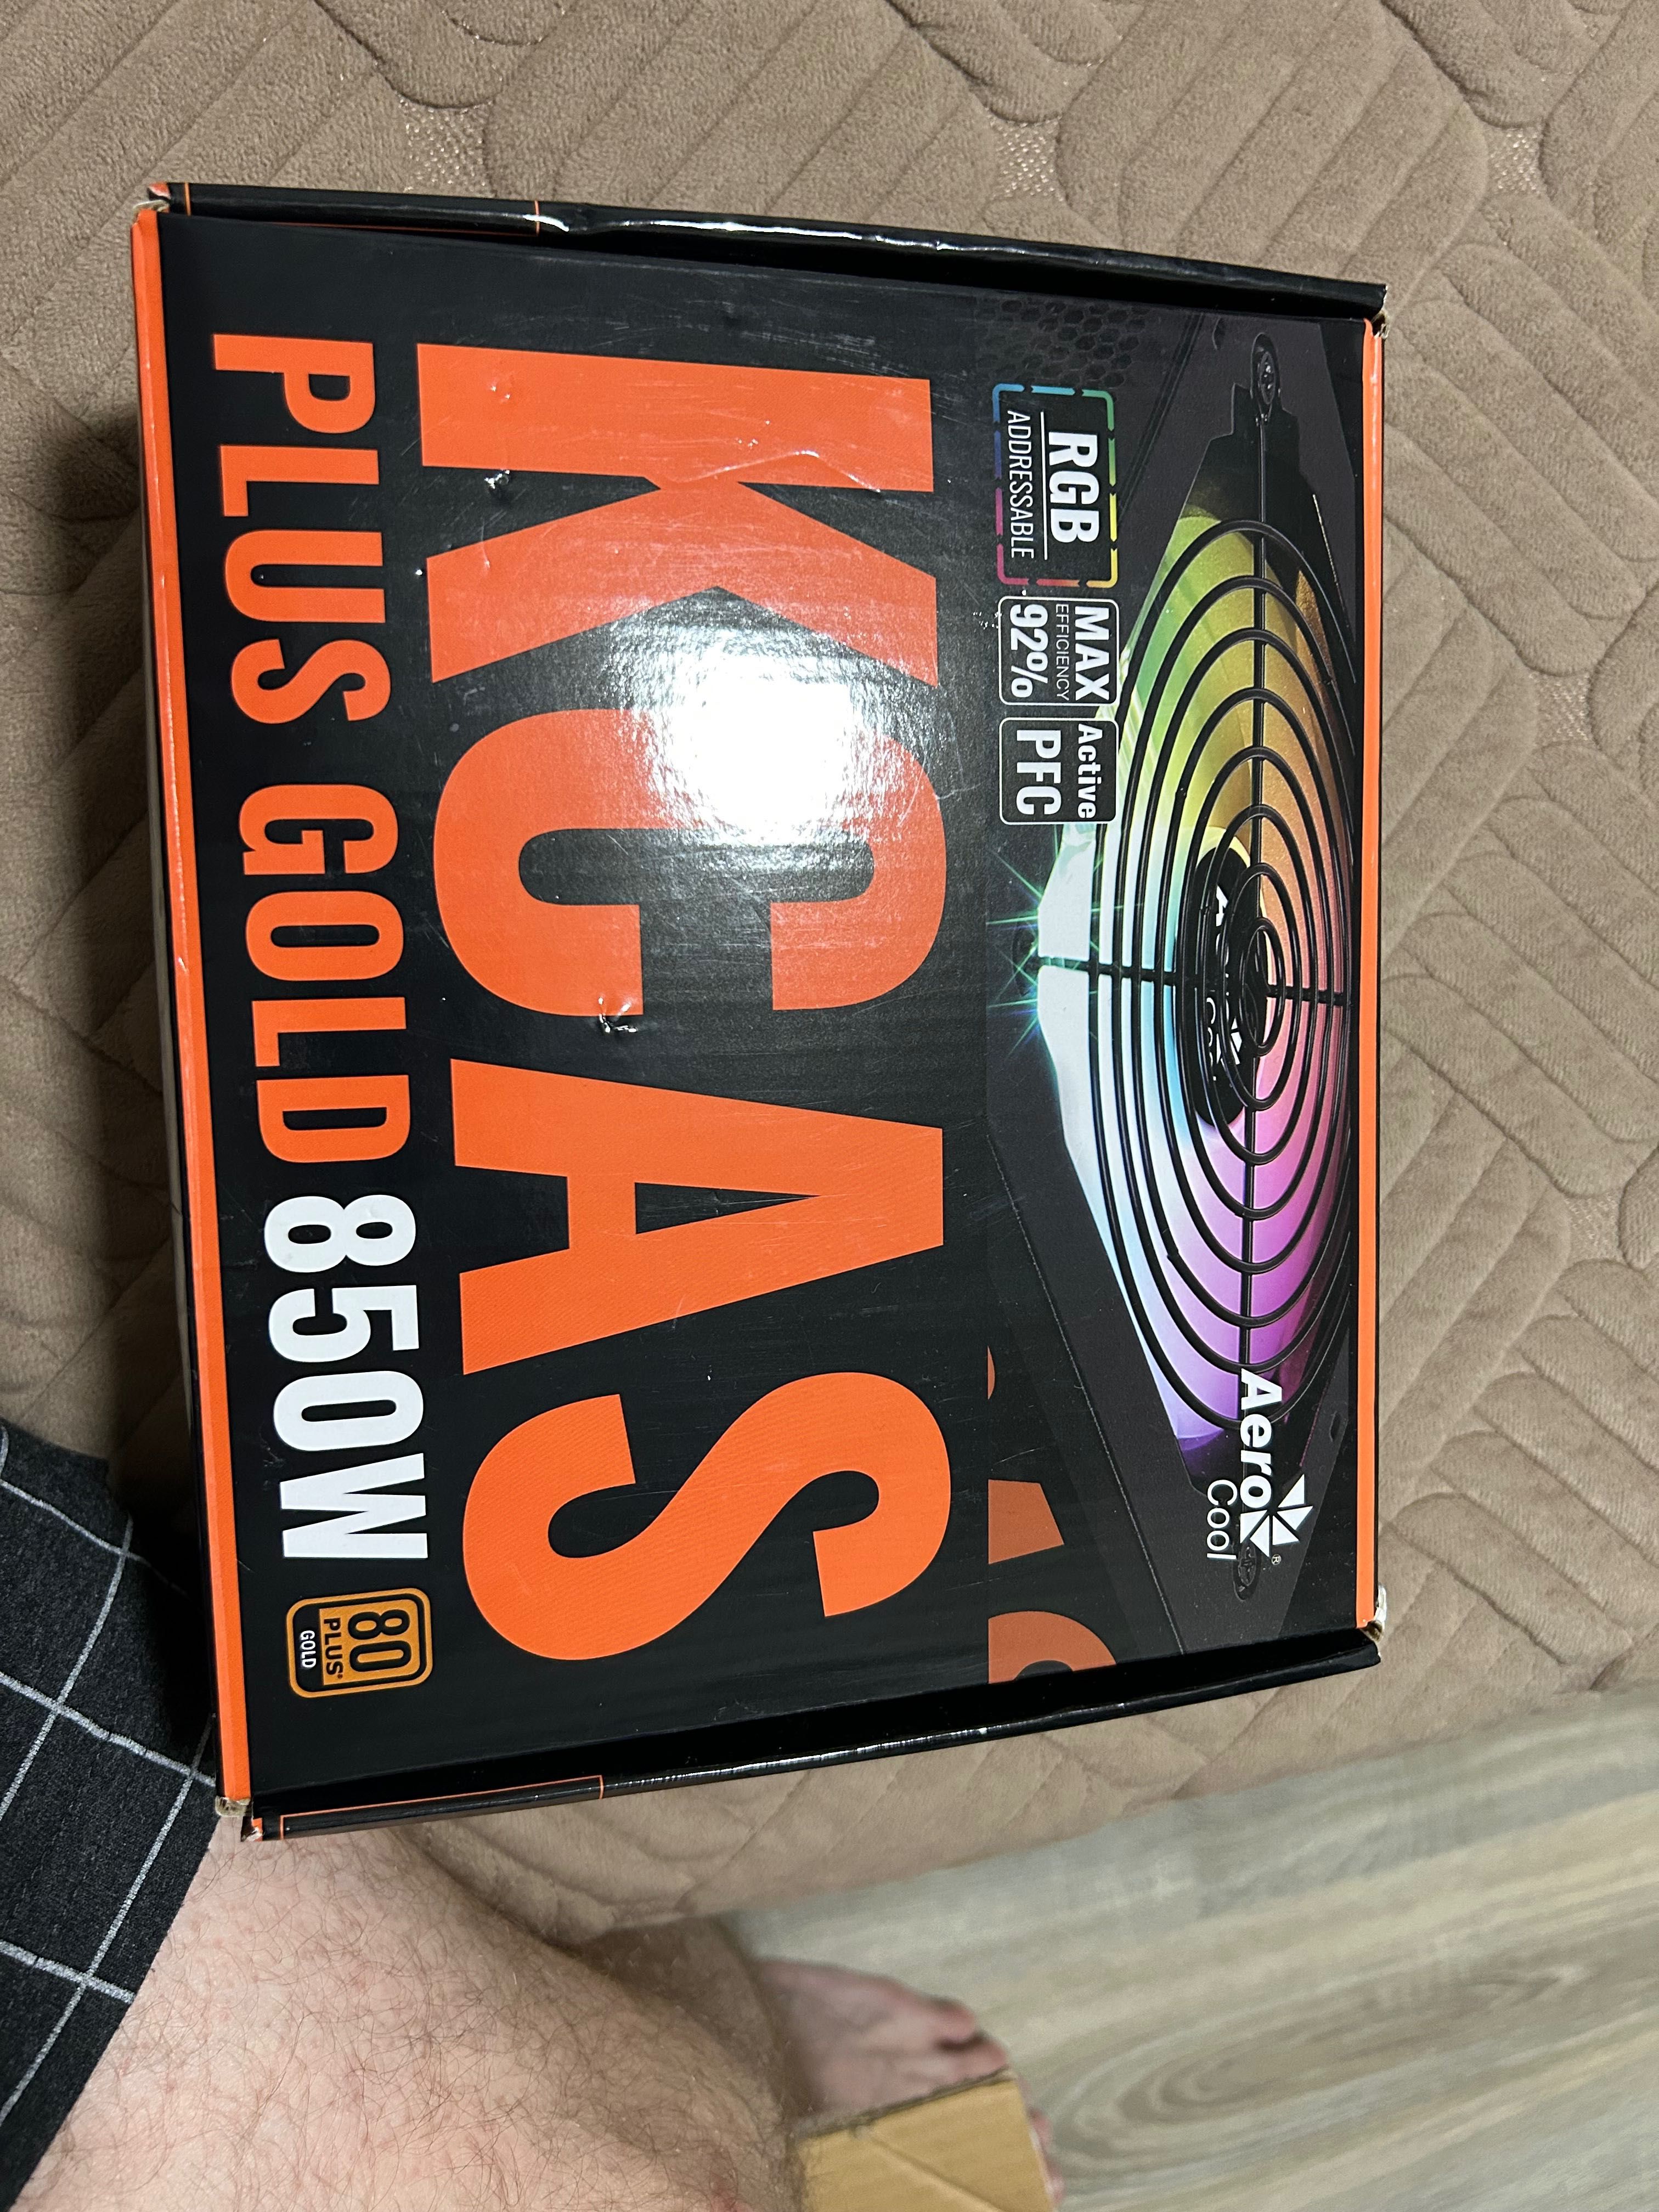 Aero
Cool
RGB
ADDRESSABLE
MAX
EFFICIENCY
92%
Active
PFC
KCAS
PLUS GOLD 850W
80
PLUS
GOLD